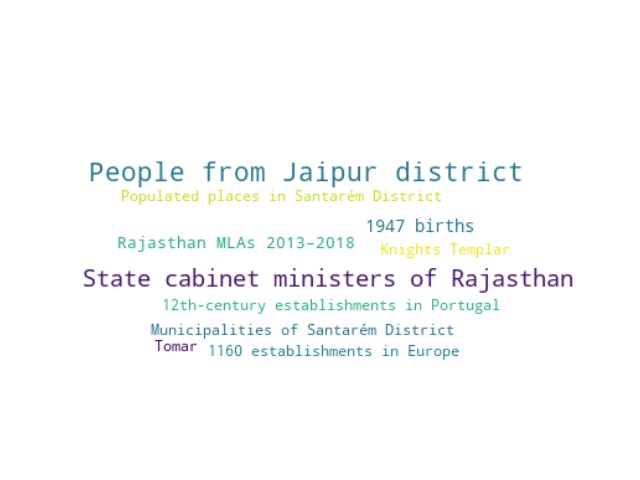 People from Jaipur district
Populated places in Santarém District
1947 births
Rajasthan MLAs 2013–2018
Knights Templar
State cabinet ministers of Rajasthan
12th-century establishments in Portugal
Municipalities of Santarém District
Tomar
1160 establishments in Europe